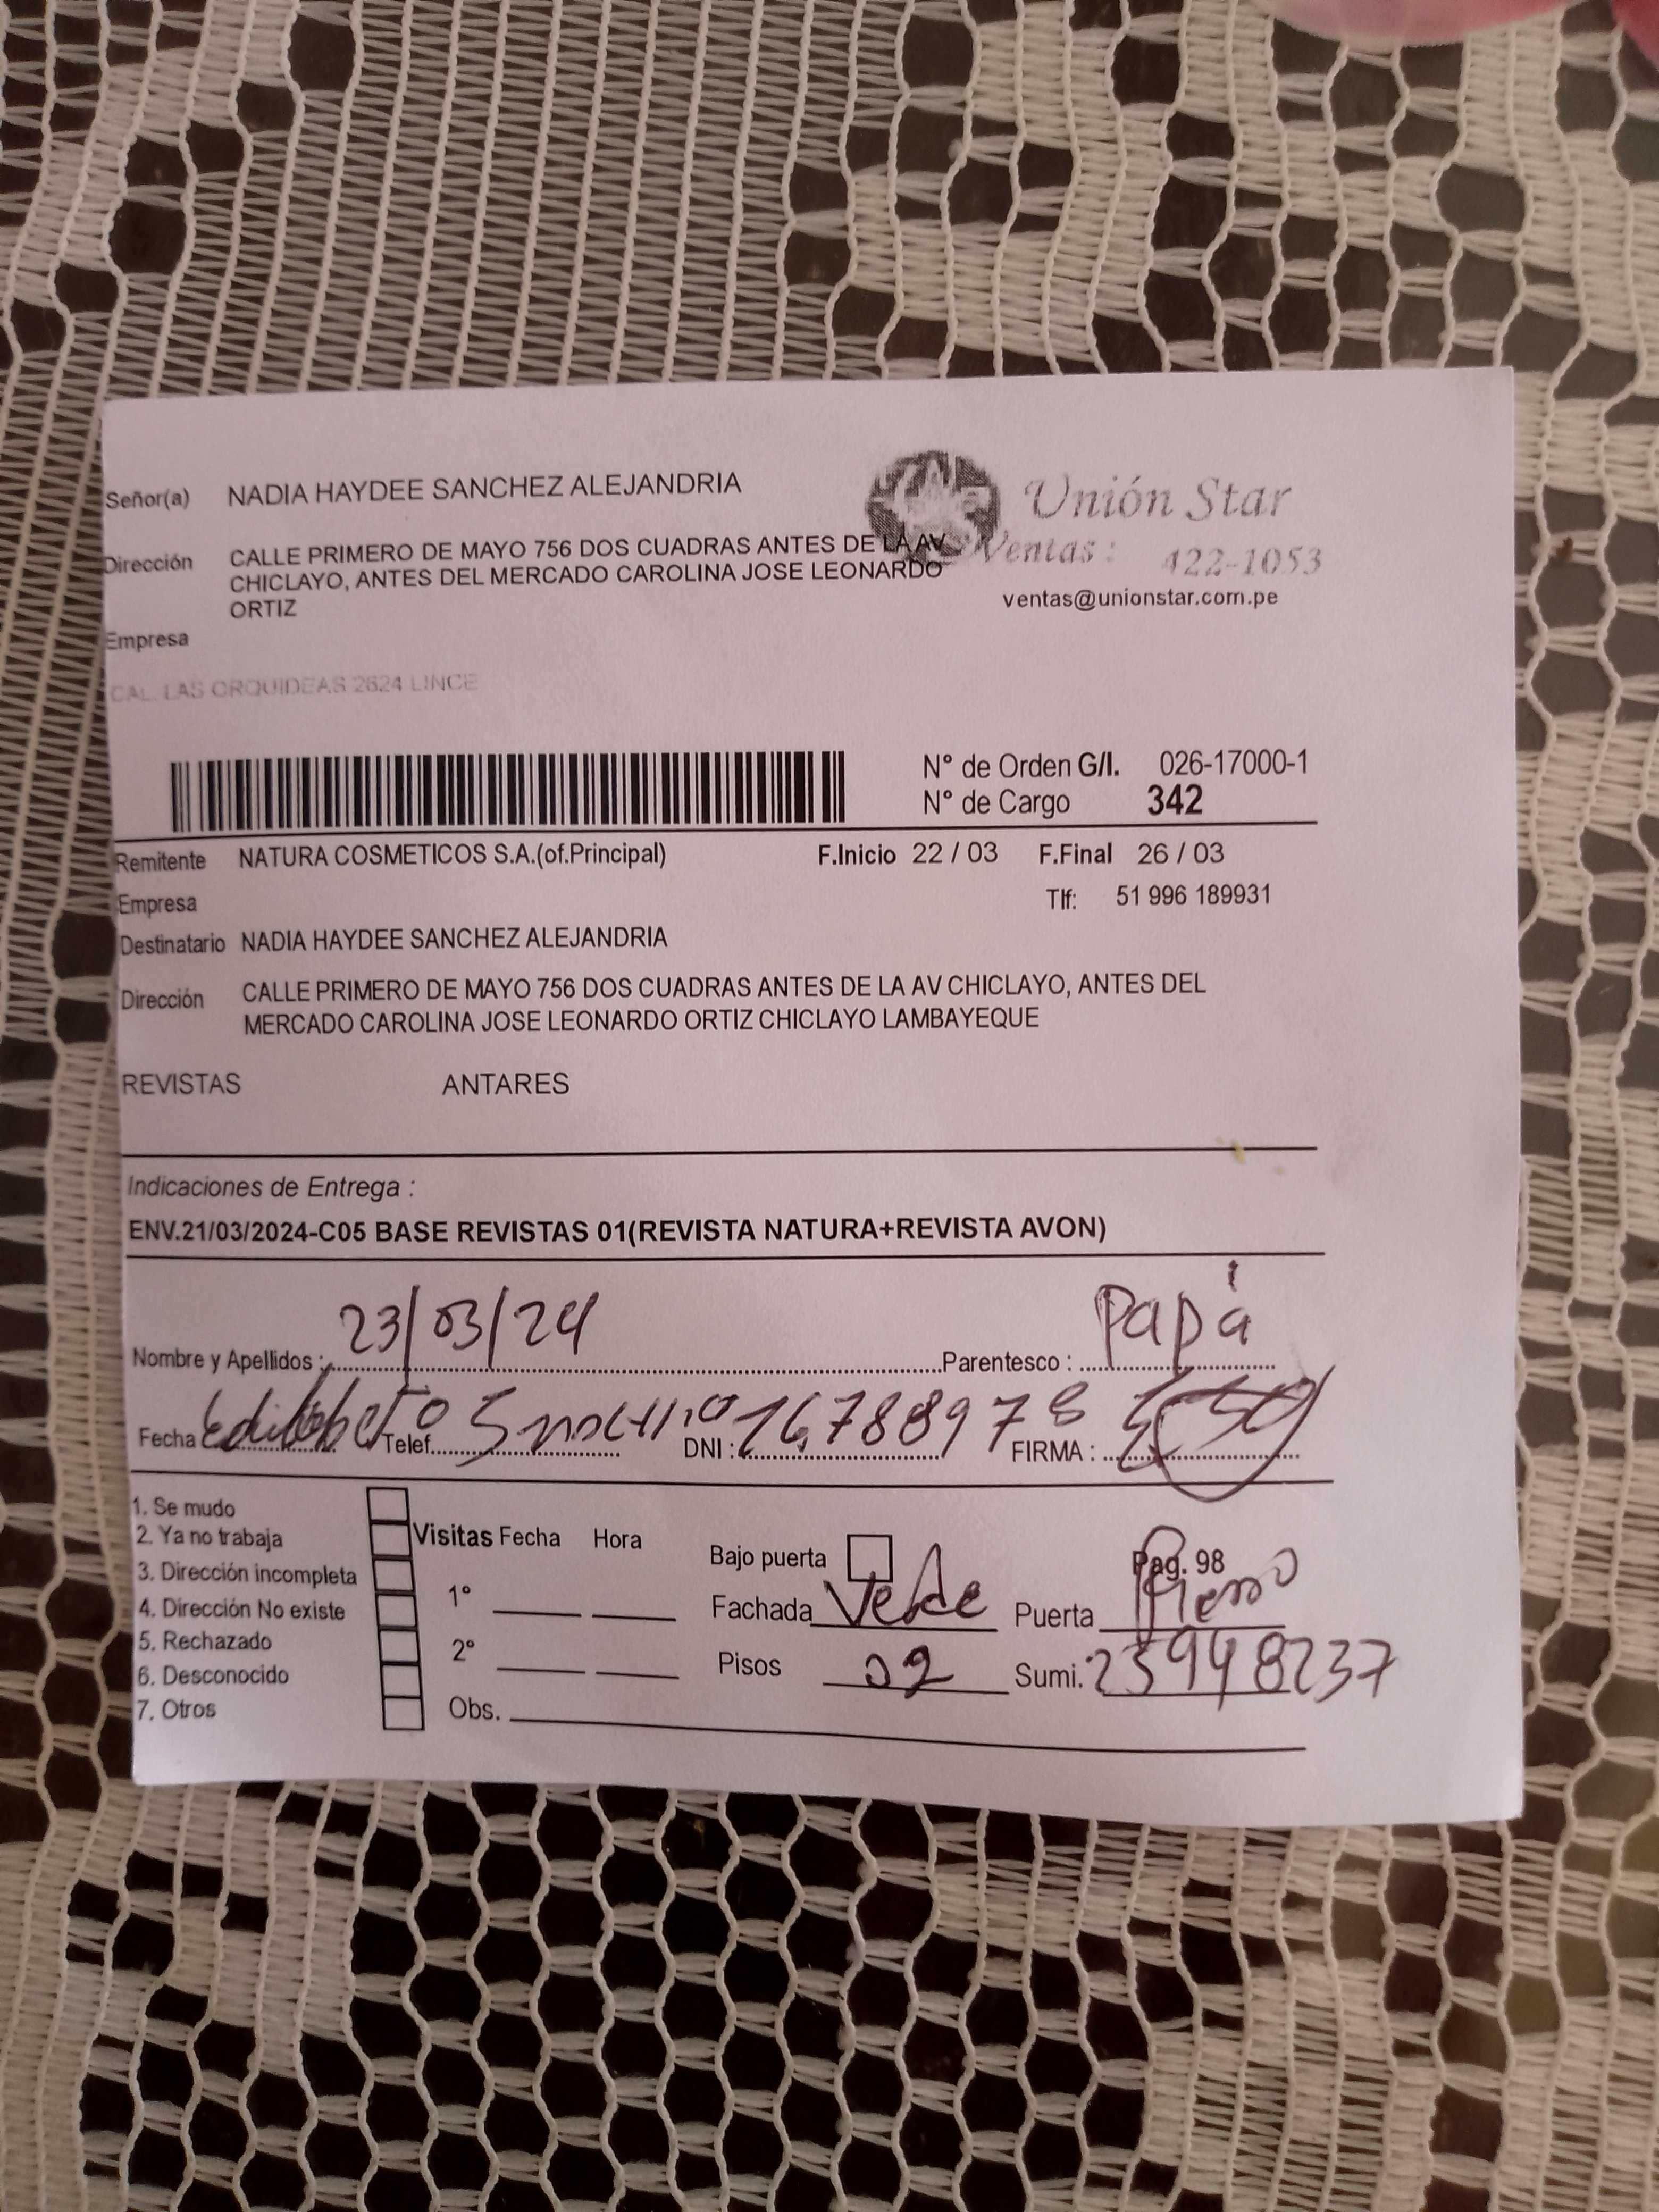 Señor(a) NADIA HAYDEE SANCHEZ ALEJANDRIA
Unión Star
Dirección CALLE PRIMERO DE MAYO 756 DOS CUADRAS ANTES DE LA AV
CHICLAYO, ANTES DEL MERCADO CAROLINA JOSE LEONARDO
ORTIZ
Ventas : 422-1053
ventas@unionstar.com.pe
Empresa
CAL. LAS ORQUIDEAS 2624 LINCE
N° de Orden G/I. 026-17000-1
N° de Cargo 342
Remitente NATURA COSMETICOS S.A.(of.Principal) F.Inicio 22 / 03 F.Final 26 / 03
Empresa Tlf: 51 996 189931
Destinatario NADIA HAYDEE SANCHEZ ALEJANDRIA
Dirección CALLE PRIMERO DE MAYO 756 DOS CUADRAS ANTES DE LA AV CHICLAYO, ANTES DEL
MERCADO CAROLINA JOSE LEONARDO ORTIZ CHICLAYO LAMBAYEQUE
REVISTAS ANTARES
Indicaciones de Entrega :
ENV.21/03/2024-C05 BASE REVISTAS 01(REVISTA NATURA+REVISTA AVON)
Nombre y Apellidos : 23/03/24 Parentesco : Papá
Fecha Telef. DNI : 16788978 FIRMA :
1. Se mudo
2. Ya no trabaja
3. Dirección incompleta
4. Dirección No existe
5. Rechazado
6. Desconocido
7. Otros
Visitas Fecha Hora
1°
2°
Obs.
Bajo puerta Pag. 98
Fachada Verde Puerta
Pisos 02 Sumi. 23948237